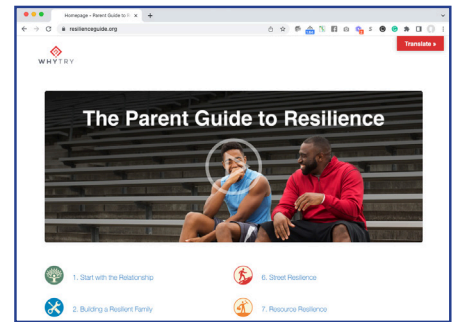 Homepage - Parent Guide to R
resilienceguide.org
Translate
WHYTRY
The Parent Guide to Resilience
1. Start with the Relationship
6. Street Resilience
2. Building a Resilient Family
7. Resource Resilience